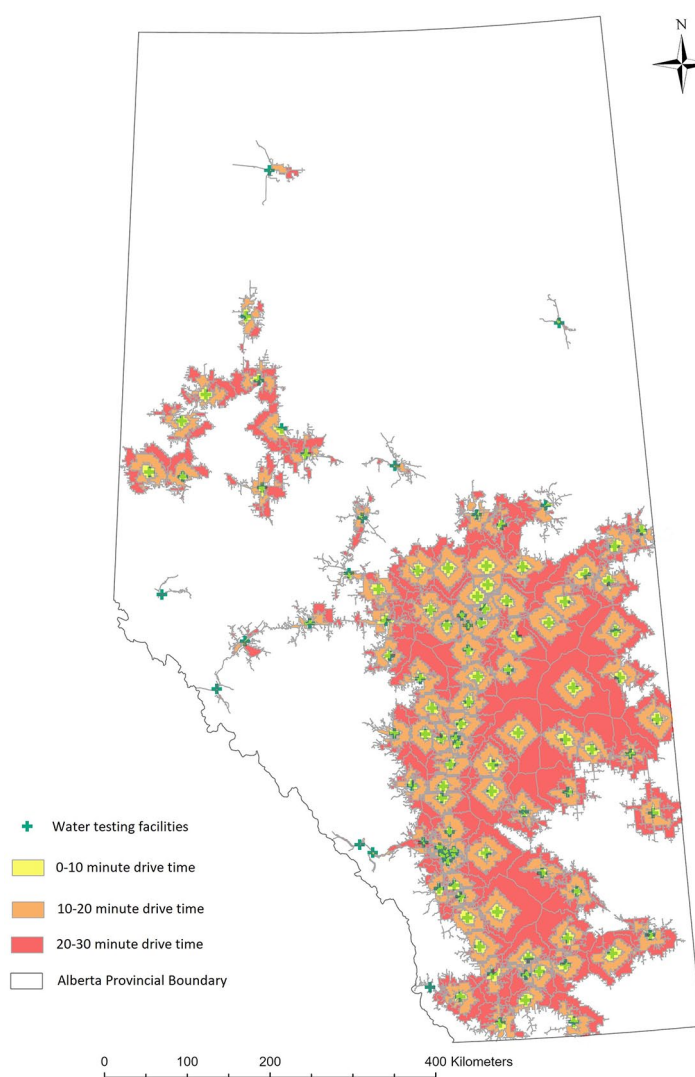 N
Water testing facilities
0-10 minute drive time
10-20 minute drive time
20-30 minute drive time
Alberta Provincial Boundary
0 100 200 400 Kilometers